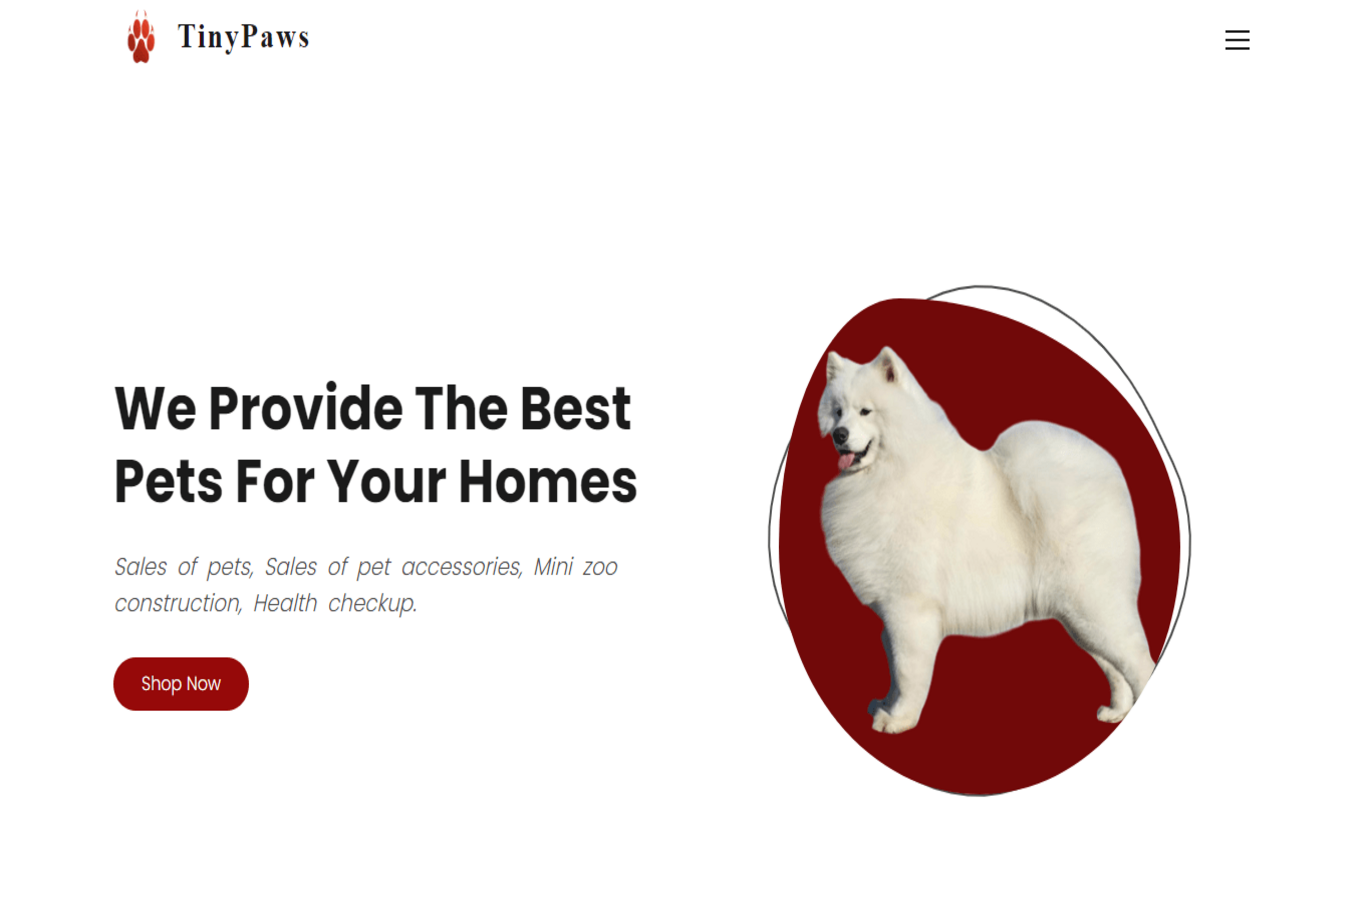 TinyPaws
We Provide The Best
Pets For Your Homes
Sales of pets, Sales of pet accessories, Mini zoo
construction, Health checkup.
Shop Now